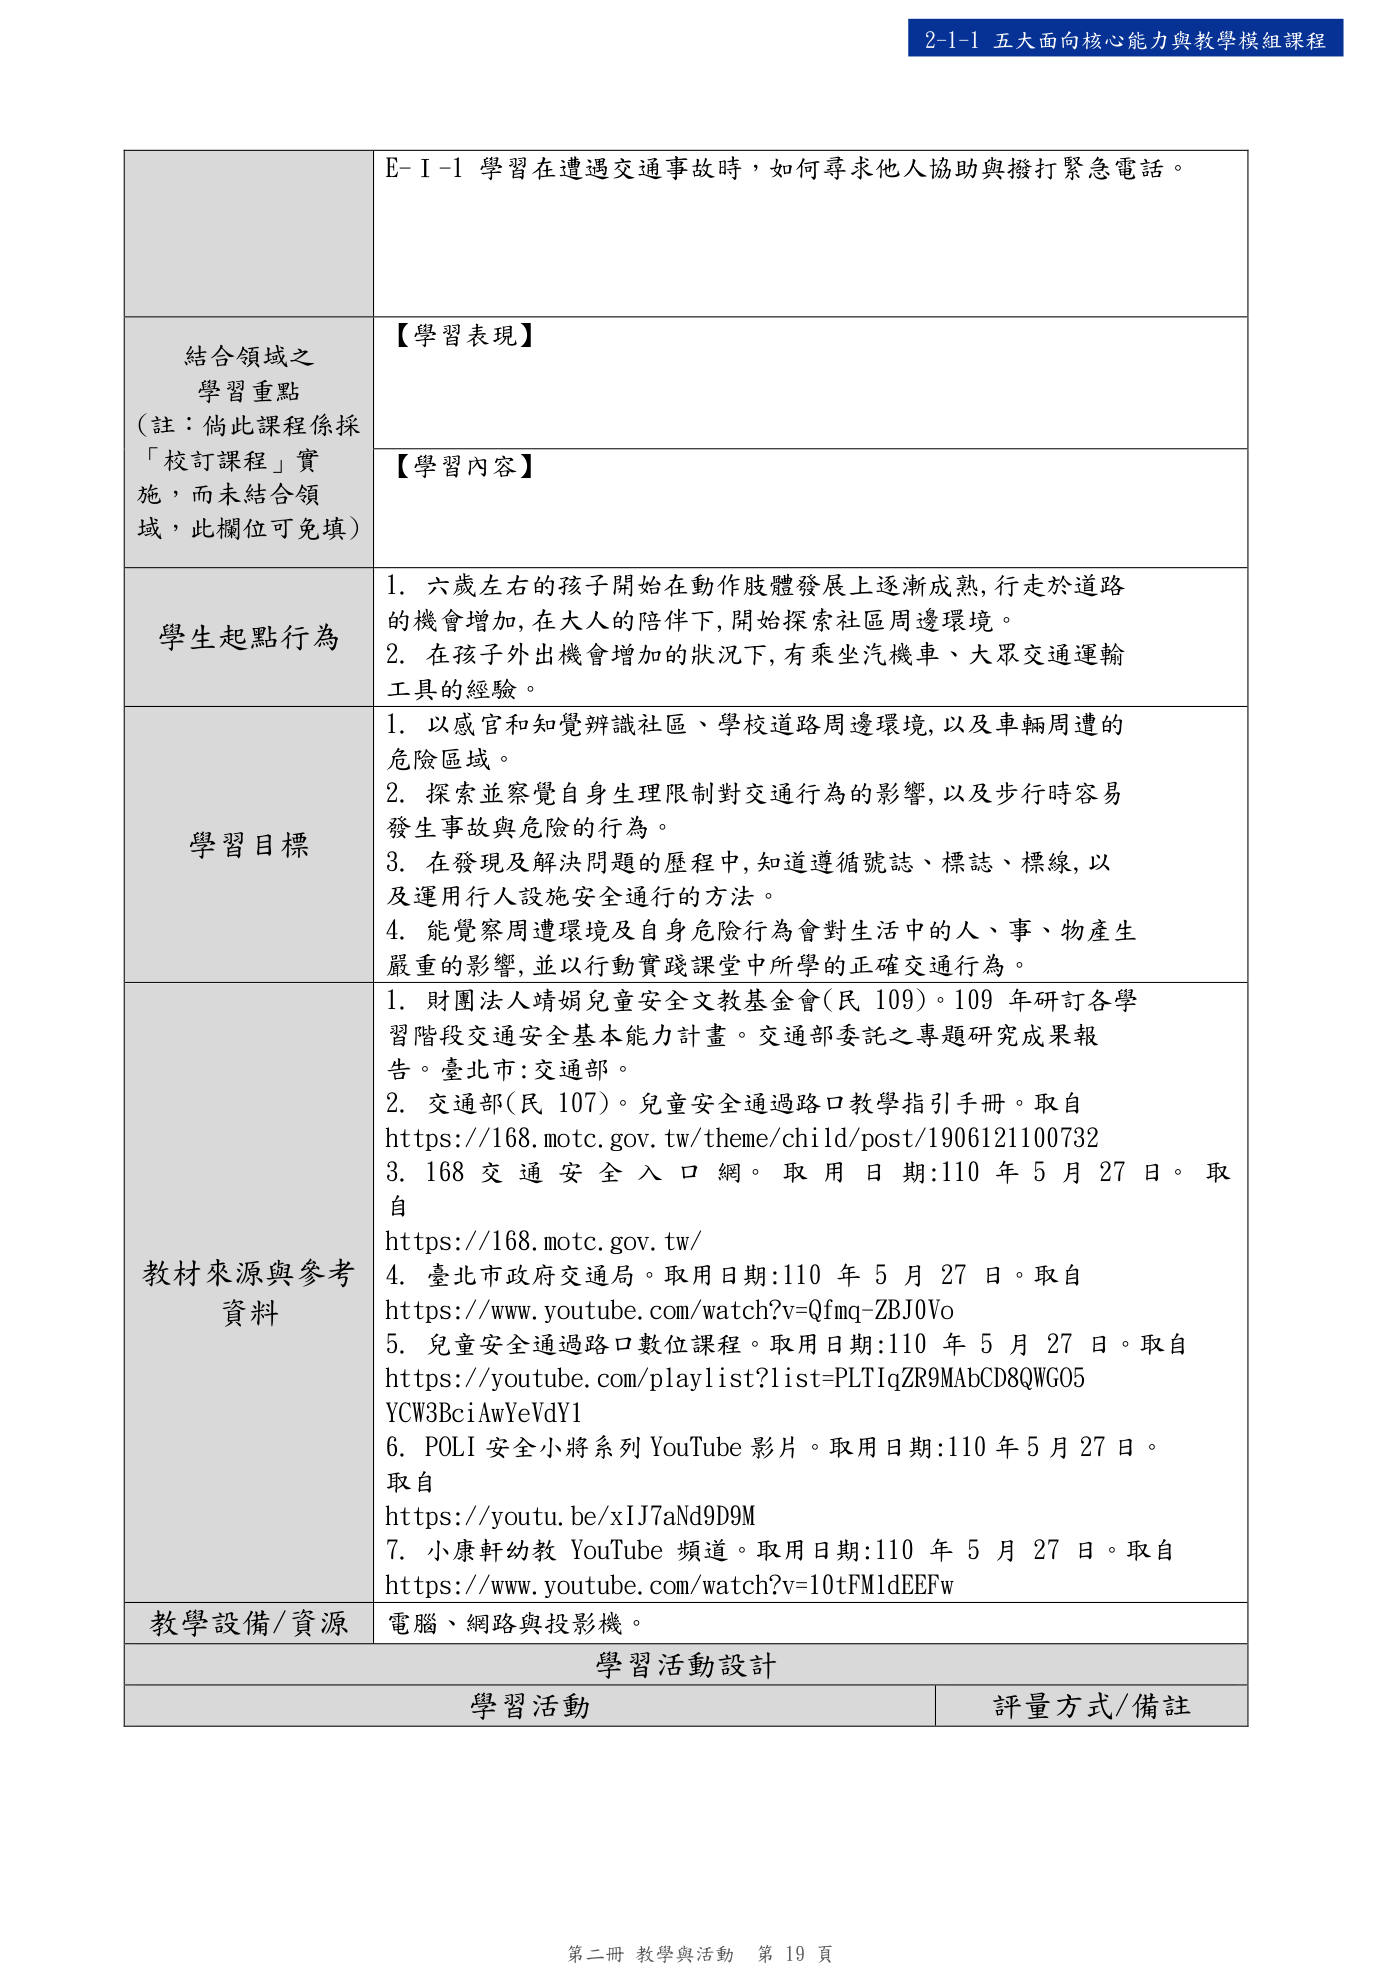 2-1-1 五大面向核心能力與教學模組課程
E-Ⅰ-1 學習在遭遇交通事故時，如何尋求他人協助與撥打緊急電話。
結合領域之
學習重點
（註：倘此課程係採
「校訂課程」實
施，而未結合領
域，此欄位可免填）
【學習表現】
【學習內容】
學生起點行為
1. 六歲左右的孩子開始在動作肢體發展上逐漸成熟,行走於道路
的機會增加,在大人的陪伴下,開始探索社區周邊環境。
2. 在孩子外出機會增加的狀況下,有乘坐汽機車、大眾交通運輸
工具的經驗。
學習目標
1. 以感官和知覺辨識社區、學校道路周邊環境,以及車輛周遭的
危險區域。
2. 探索並察覺自身生理限制對交通行為的影響,以及步行時容易
發生事故與危險的行為。
3. 在發現及解決問題的歷程中,知道遵循號誌、標誌、標線,以
及運用行人設施安全通行的方法。
4. 能覺察周遭環境及自身危險行為會對生活中的人、事、物產生
嚴重的影響,並以行動實踐課堂中所學的正確交通行為。
教材來源與參考
資料
1. 財團法人靖娟兒童安全文教基金會(民 109)。109 年研訂各學
習階段交通安全基本能力計畫。交通部委託之專題研究成果報
告。臺北市:交通部。
2. 交通部(民 107)。兒童安全通過路口教學指引手冊。取自
https://168.motc.gov.tw/theme/child/post/1906121100732
3. 168 交 通 安 全 入 口 網。 取 用 日 期:110 年 5 月 27 日。 取
自
https://168.motc.gov.tw/
4. 臺北市政府交通局。取用日期:110 年 5 月 27 日。取自
https://www.youtube.com/watch?v=Qfmq-ZBJ0Vo
5. 兒童安全通過路口數位課程。取用日期:110 年 5 月 27 日。取自
https://youtube.com/playlist?list=PLTIqZR9MAbCD8QWGO5
YCW3BciAwYeVdY1
6. POLI 安全小將系列 YouTube 影片。取用日期:110 年 5 月 27 日。
取自
https://youtu.be/xIJ7aNd9D9M
7. 小康軒幼教 YouTube 頻道。取用日期:110 年 5 月 27 日。取自
https://www.youtube.com/watch?v=10tFMldEEFw
教學設備/資源
電腦、網路與投影機。
學習活動設計
學習活動
評量方式/備註
第二冊 教學與活動 第 19 頁